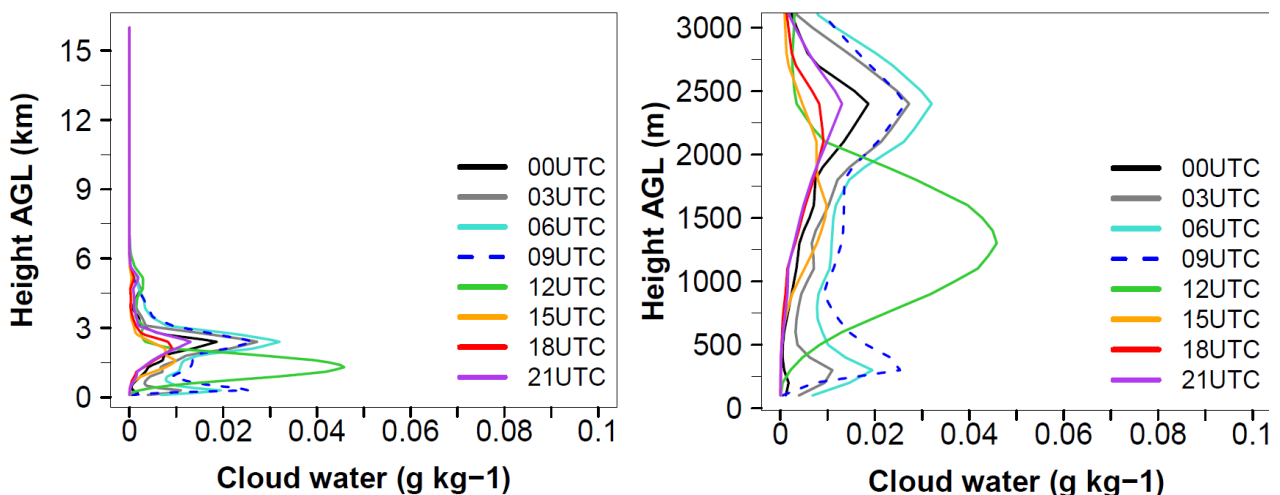 Height AGL (km)
15
12
9
6
3
0
0
0.02
0.04
0.06
0.08
0.1
Cloud water (g kg−1)
00UTC
03UTC
06UTC
09UTC
12UTC
15UTC
18UTC
21UTC
Height AGL (m)
3000
2500
2000
1500
1000
500
0
0
0.02
0.04
0.06
0.08
0.1
Cloud water (g kg−1)
00UTC
03UTC
06UTC
09UTC
12UTC
15UTC
18UTC
21UTC